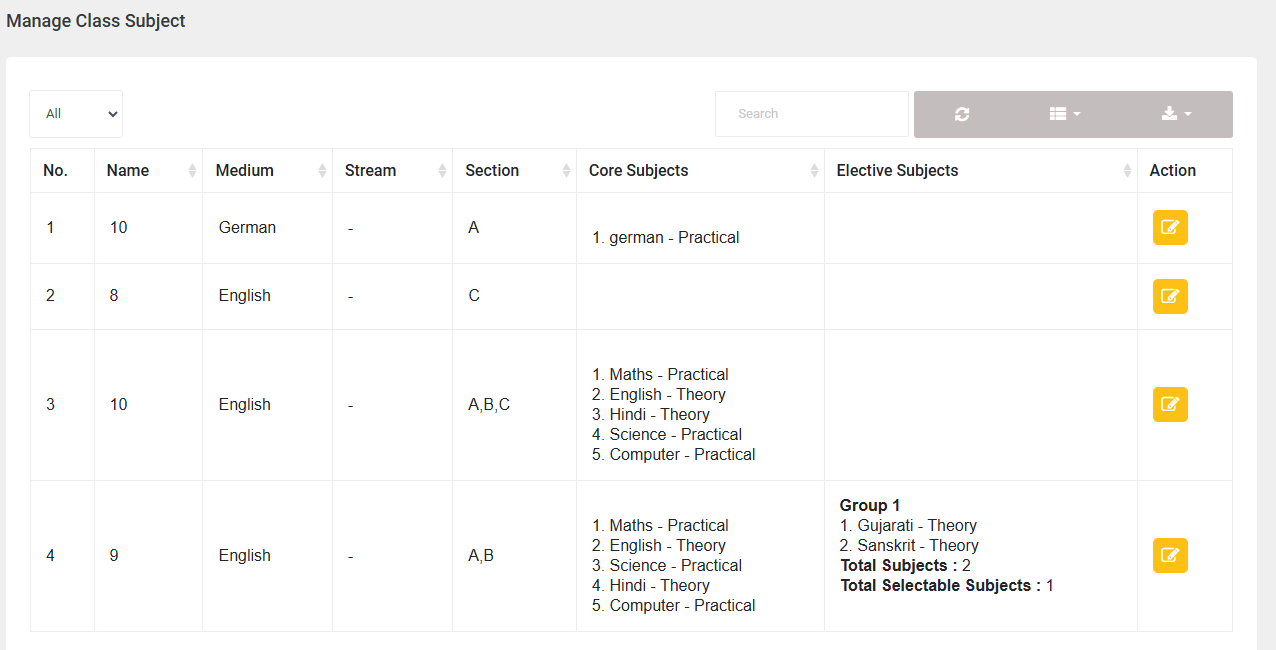 Manage Class Subject
All
Search
No. Name Medium Stream Section Core Subjects Elective Subjects Action
1 10 German - A 1. german - Practical
2 8 English - C
3 10 English - A,B,C
1. Maths - Practical
2. English - Theory
3. Hindi - Theory
4. Science - Practical
5. Computer - Practical
4 9 English - A,B
1. Maths - Practical
2. English - Theory
3. Science - Practical
4. Hindi - Theory
5. Computer - Practical
Group 1
1. Gujarati - Theory
2. Sanskrit - Theory
Total Subjects : 2
Total Selectable Subjects : 1